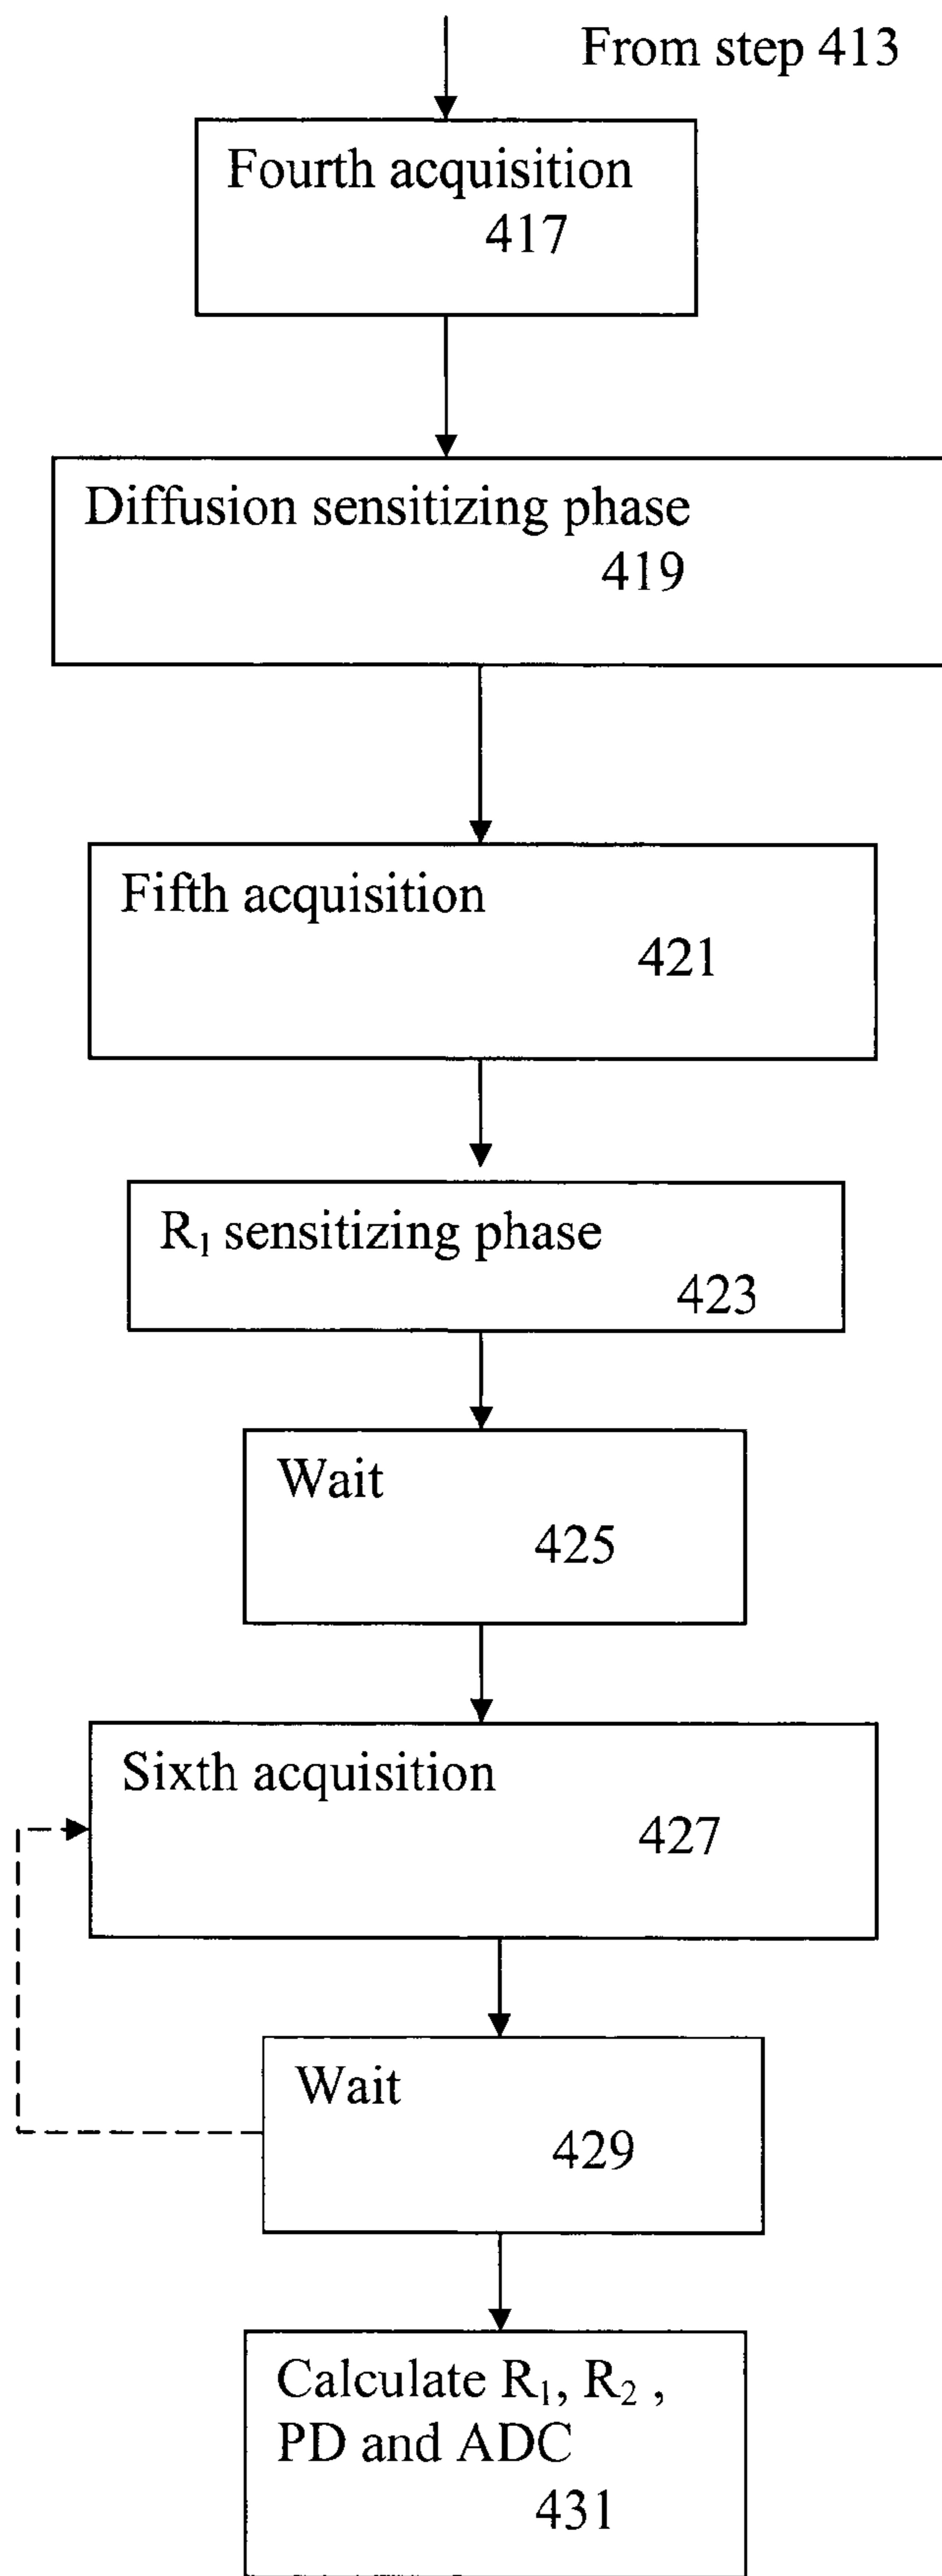 From step 413
Fourth acquisition
417
Diffusion sensitizing phase
419
Fifth acquisition
421
R₁ sensitizing phase
423
Wait
425
Sixth acquisition
427
Wait
429
Calculate R₁, R₂ ,
PD and ADC
431